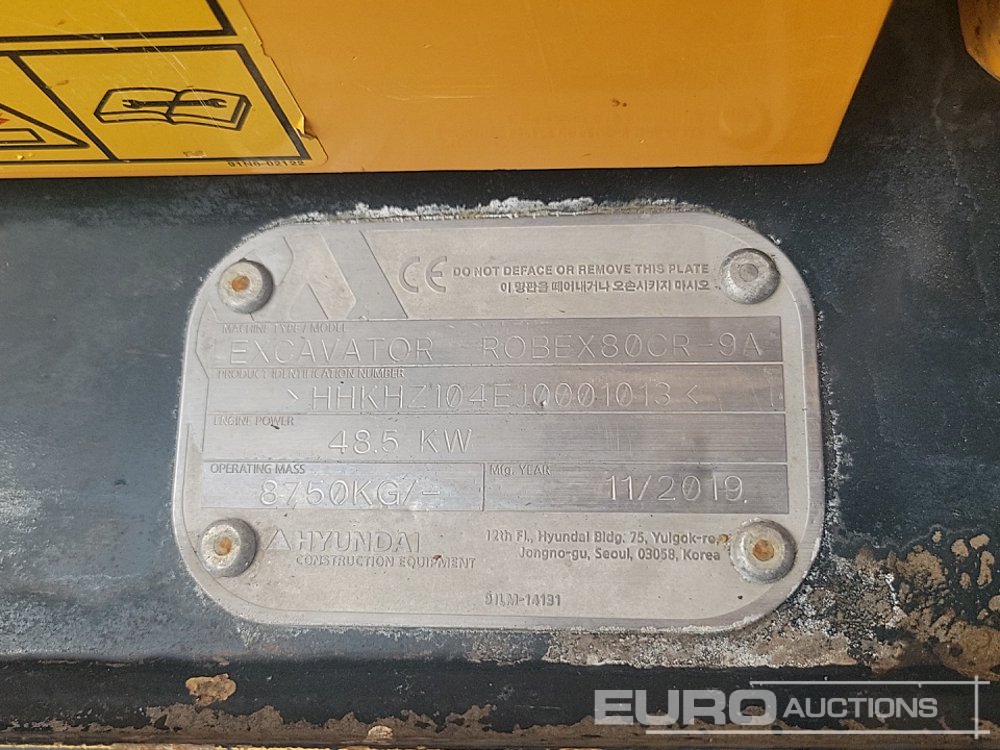 91N6-02122
CE DO NOT DEFACE OR REMOVE THIS PLATE
이 명판을 떼어내거나 오손시키지 마시오
MACHINE TYPE / MODEL
EXCAVATOR ROBEX80CR-9A
PRODUCT IDENTIFICATION NUMBER
>HHKHZ104EJ0001013<
ENGINE POWER
48.5 KW
OPERATING MASS
8750KG/-
Mfg. YEAR
11/2019
HYUNDAI
CONSTRUCTION EQUIPMENT
12th Fl., Hyundai Bldg. 75, Yulgok-ro,
Jongno-gu, Seoul, 03058, Korea
91LM-14131
EURO AUCTIONS